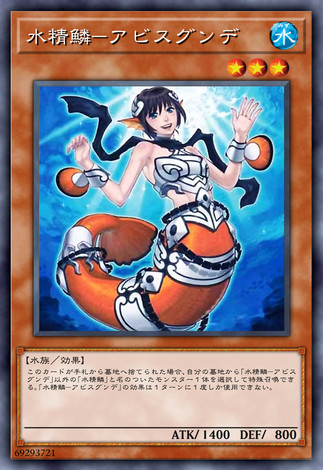 水精鱗－アビスグンデ
水
【水族／効果】
このカードが手札から墓地へ捨てられた場合、自分の墓地から「水精鱗－アビス
グンデ」以外の「水精鱗」と名のついたモンスター１体を選択して特殊召喚でき
る。「水精鱗－アビスグンデ」の効果は１ターンに１度しか使用できない。
ATK/ 1400 DEF/ 800
69293721